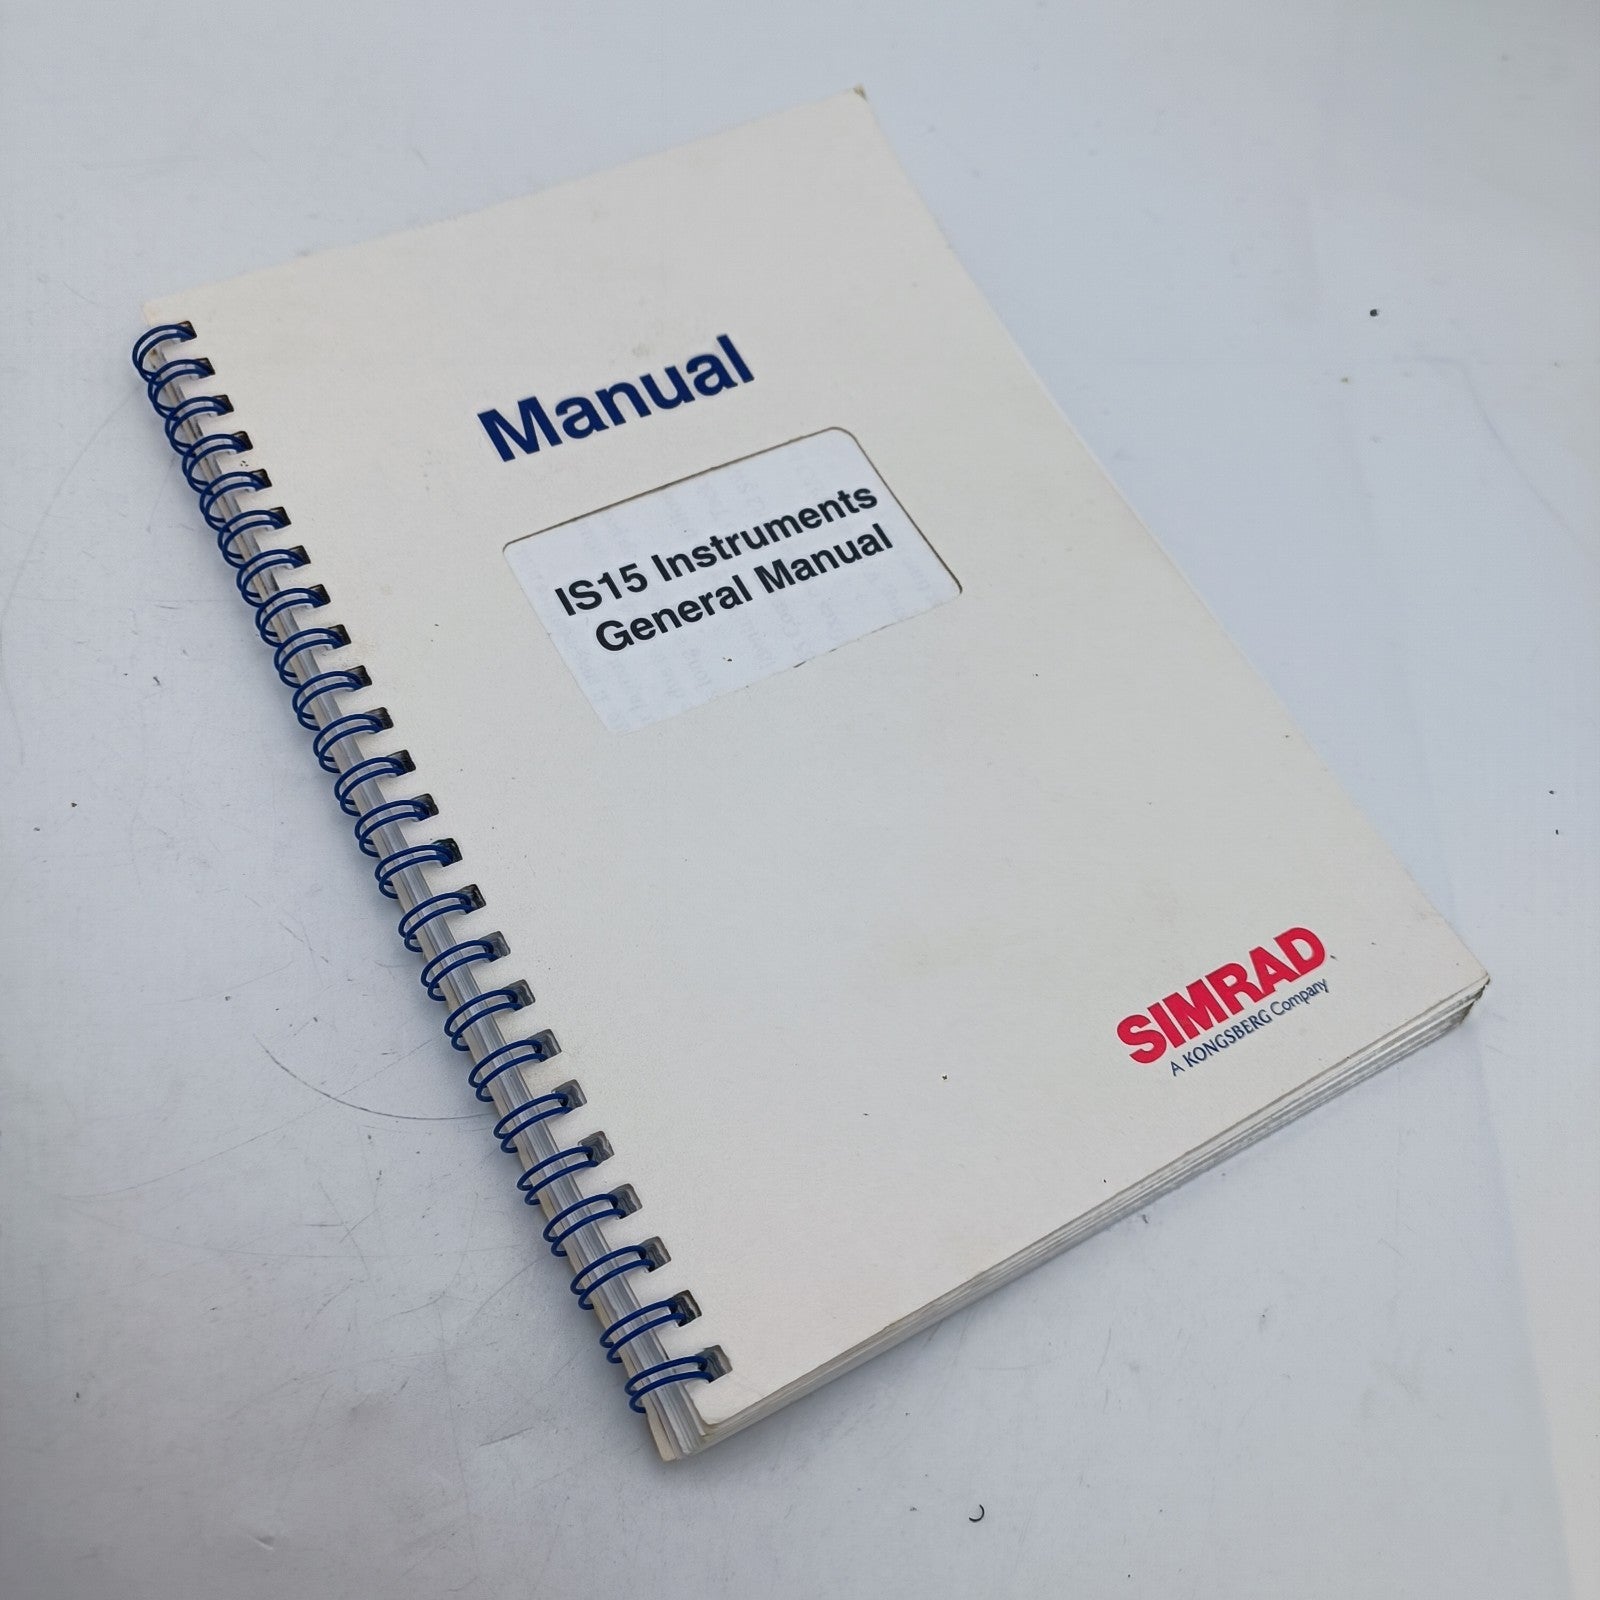 Manual
IS15 Instruments
General Manual
SIMRAD
A KONGSBERG Company